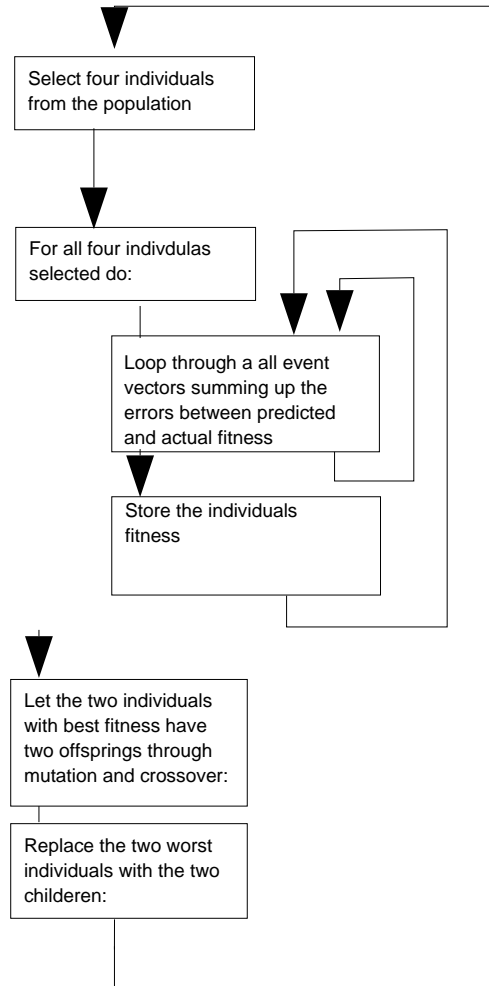 Select four individuals
from the population
For all four indivdulas
selected do:
Loop through a all event
vectors summing up the
errors between predicted
and actual fitness
Store the individuals
fitness
Let the two individuals
with best fitness have
two offsprings through
mutation and crossover:
Replace the two worst
individuals with the two
childeren: